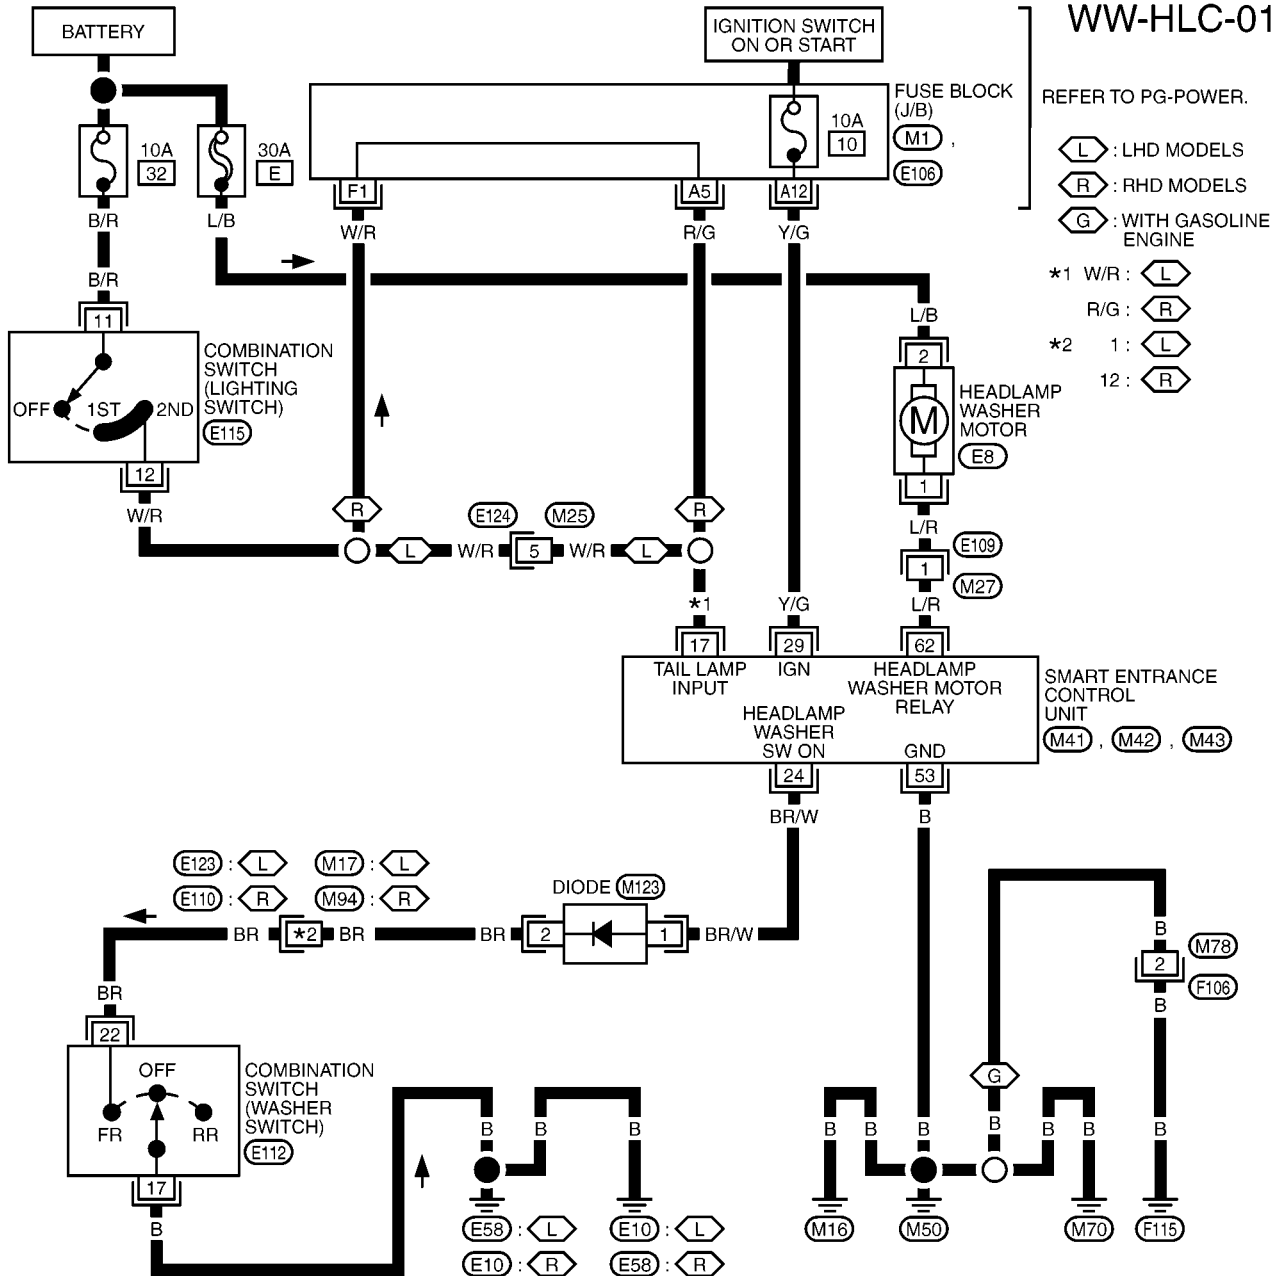 WW-HLC-01
BATTERY
IGNITION SWITCH
ON OR START
FUSE BLOCK
(J/B)
M1 ,
E106
REFER TO PG-POWER.
10A
32
30A
E
10A
10
L : LHD MODELS
R : RHD MODELS
G : WITH GASOLINE
ENGINE
*1 W/R : L
R/G : R
*2 1 : L
12 : R
F1
A5
A12
B/R
L/B
W/R
R/G
Y/G
B/R
L/B
11
2
COMBINATION
SWITCH
(LIGHTING
SWITCH)
E115
OFF
1ST
2ND
12
W/R
M
HEADLAMP
WASHER
MOTOR
E8
1
L/R
R
R
E124
M25
L
W/R
5
W/R
L
E109
1
M27
*1
Y/G
L/R
17
29
62
TAIL LAMP
INPUT
IGN
HEADLAMP
WASHER MOTOR
RELAY
HEADLAMP
WASHER
SW ON
GND
SMART ENTRANCE
CONTROL
UNIT
M41 , M42 , M43
24
53
BR/W
B
E123 : L
M17 : L
E110 : R
M94 : R
DIODE M123
BR
*2
BR
BR
2
1
BR/W
B
M78
2
F106
B
BR
22
OFF
FR
RR
COMBINATION
SWITCH
(WASHER
SWITCH)
E112
17
B
G
B
B
B
B
B
B
B
B
B
E58 : L
E10 : L
E10 : R
E58 : R
M16
M50
M70
F115